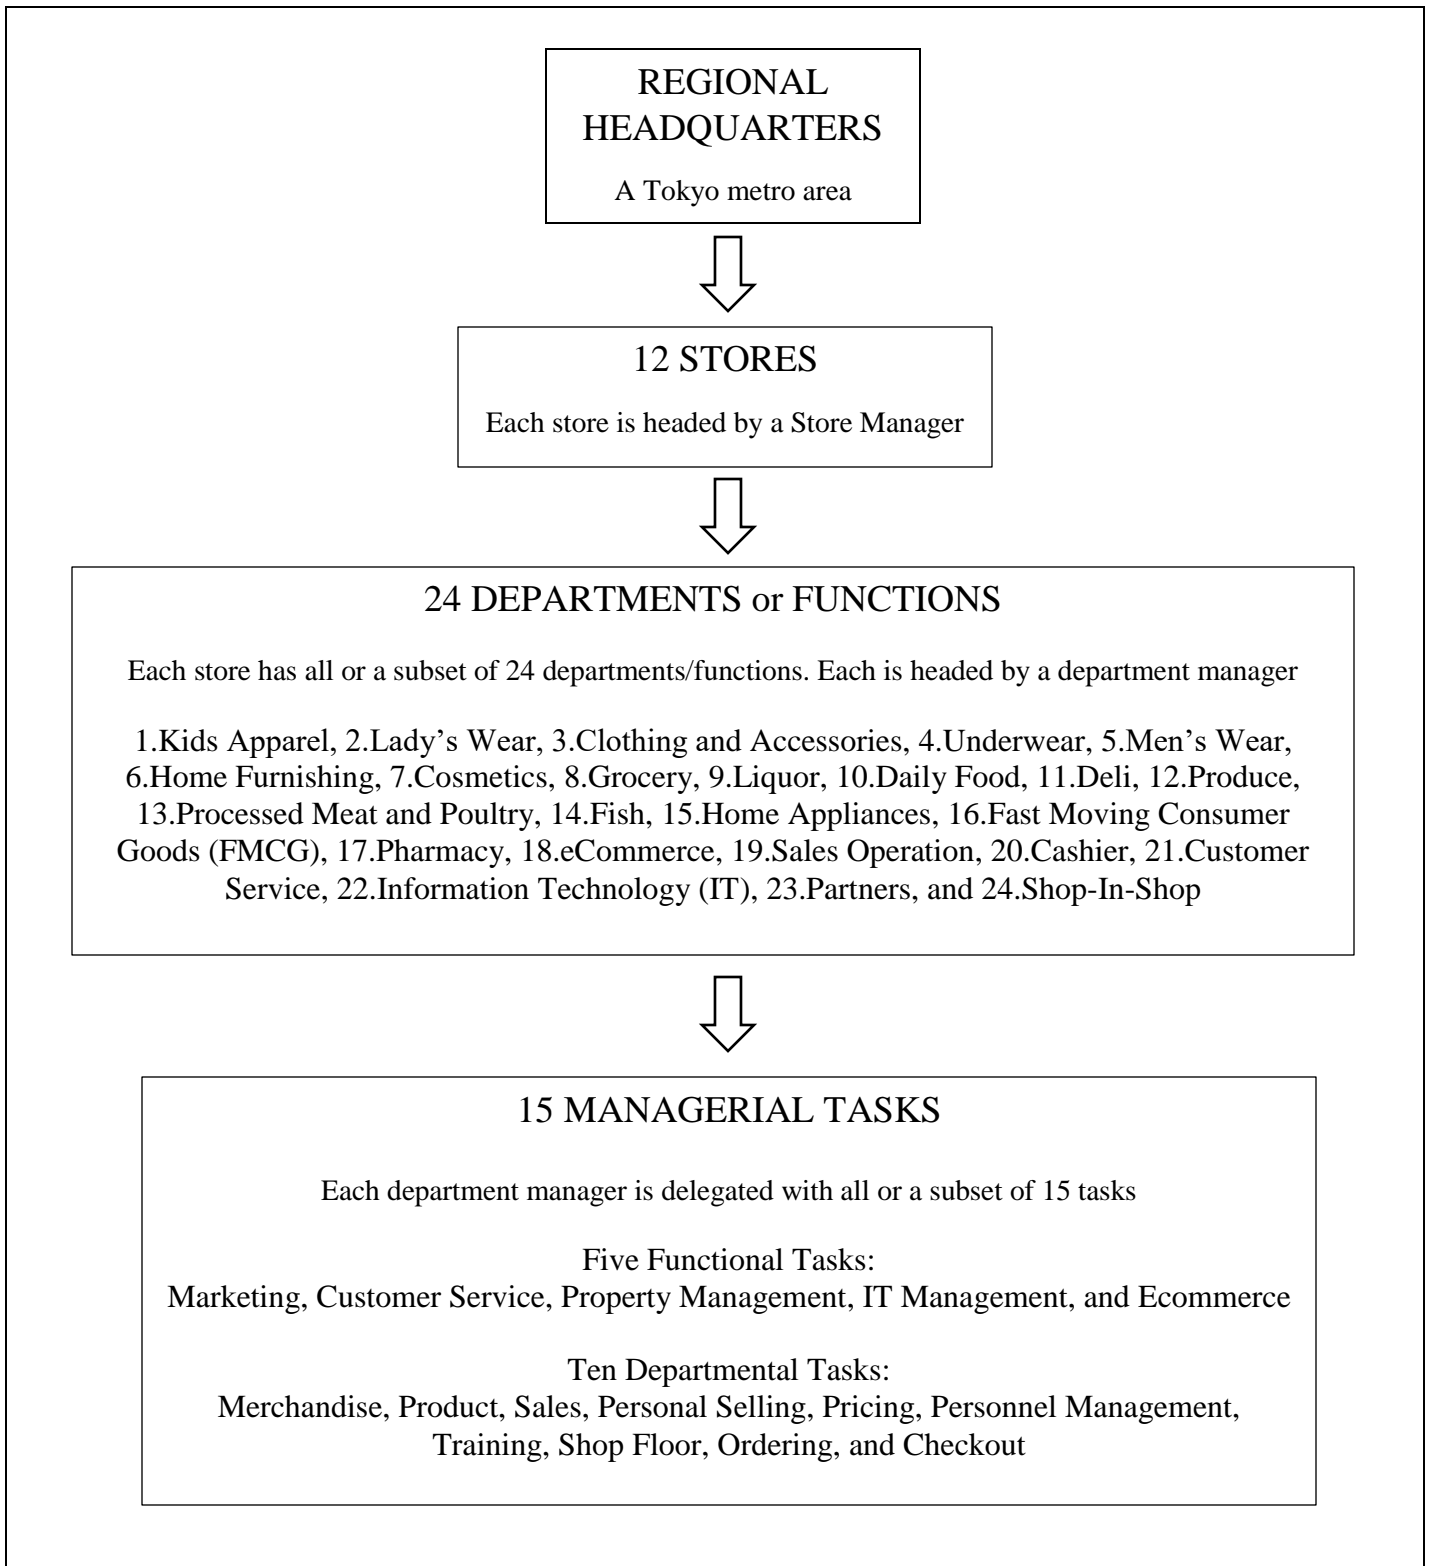 REGIONAL
HEADQUARTERS
A Tokyo metro area
12 STORES
Each store is headed by a Store Manager
24 DEPARTMENTS or FUNCTIONS
Each store has all or a subset of 24 departments/functions. Each is headed by a department manager
1.Kids Apparel, 2.Lady’s Wear, 3.Clothing and Accessories, 4.Underwear, 5.Men’s Wear,
6.Home Furnishing, 7.Cosmetics, 8.Grocery, 9.Liquor, 10.Daily Food, 11.Deli, 12.Produce,
13.Processed Meat and Poultry, 14.Fish, 15.Home Appliances, 16.Fast Moving Consumer
Goods (FMCG), 17.Pharmacy, 18.eCommerce, 19.Sales Operation, 20.Cashier, 21.Customer
Service, 22.Information Technology (IT), 23.Partners, and 24.Shop-In-Shop
15 MANAGERIAL TASKS
Each department manager is delegated with all or a subset of 15 tasks
Five Functional Tasks:
Marketing, Customer Service, Property Management, IT Management, and Ecommerce
Ten Departmental Tasks:
Merchandise, Product, Sales, Personal Selling, Pricing, Personnel Management,
Training, Shop Floor, Ordering, and Checkout